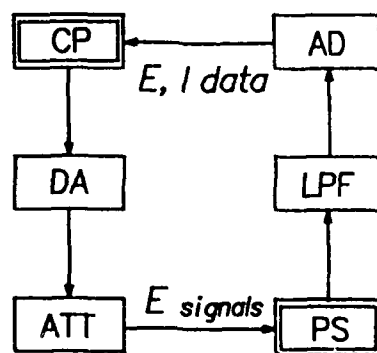 CP
AD
E, I data
DA
LPF
E signals
ATT
PS